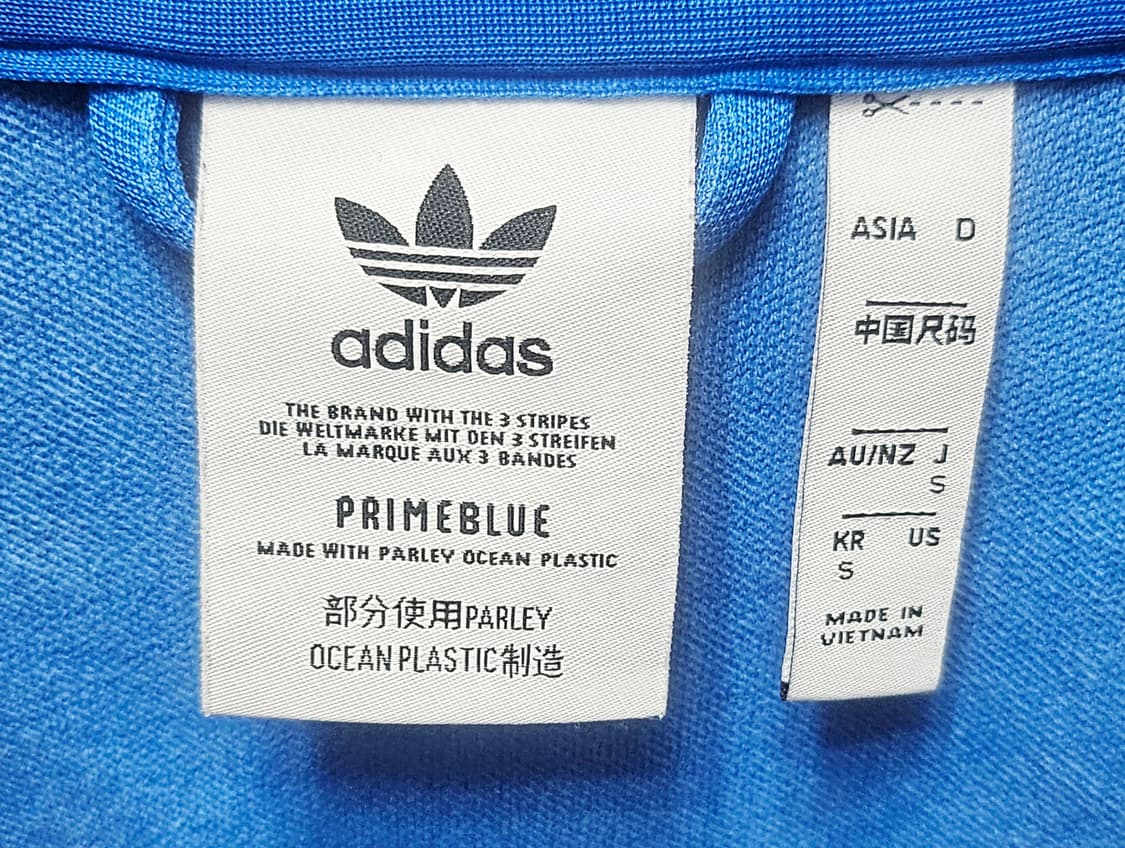 adidas
THE BRAND WITH THE 3 STRIPES
DIE WELTMARKE MIT DEN 3 STREIFEN
LA MARQUE AUX 3 BANDES
PRIMEBLUE
MADE WITH PARLEY OCEAN PLASTIC
部分使用PARLEY
OCEAN PLASTIC制造
ASIA D
中国尺码
AU/NZ J
S
KR US
S
MADE IN
VIETNAM